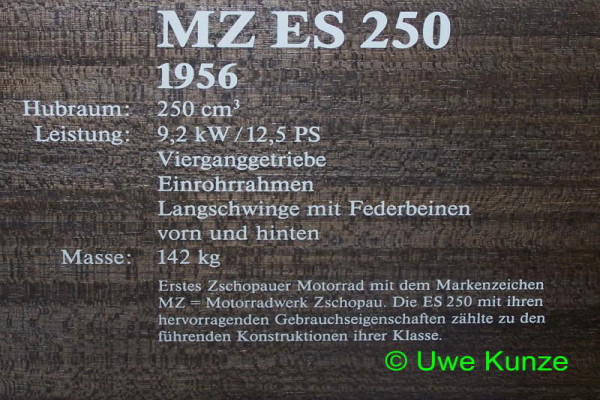 MZ ES 250
1956
Hubraum: 250 cm³
Leistung: 9,2 kW/12,5 PS
Vierganggetriebe
Einrohrrahmen
Langschwinge mit Federbeinen
vorn und hinten
Masse: 142 kg
Erstes Zschopauer Motorrad mit dem Markenzeichen
MZ = Motorradwerk Zschopau. Die ES 250 mit ihren
hervorragenden Gebrauchseigenschaften zählte zu den
führenden Konstruktionen ihrer Klasse.
© Uwe Kunze